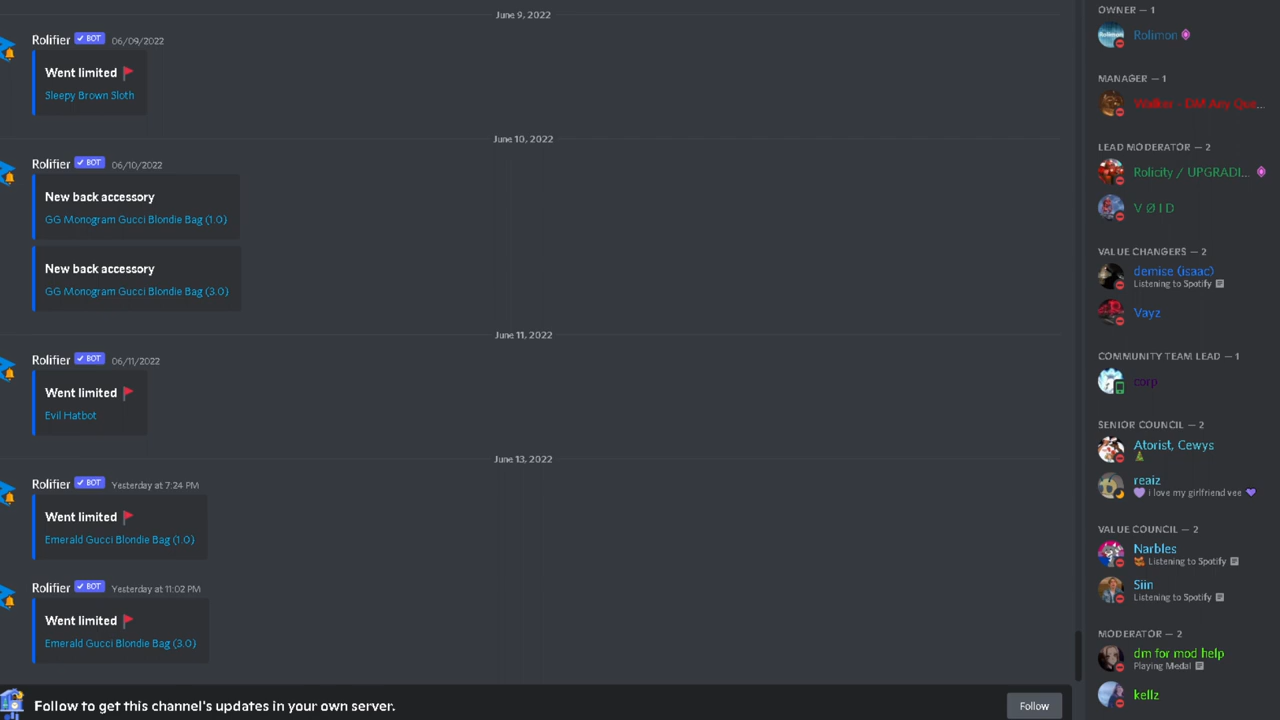 June 9, 2022
Rolifier ✔ BOT 06/09/2022
Went limited 🚩
Sleepy Brown Sloth
June 10, 2022
Rolifier ✔ BOT 06/10/2022
New back accessory
GG Monogram Gucci Blondie Bag (1.0)
New back accessory
GG Monogram Gucci Blondie Bag (3.0)
June 11, 2022
Rolifier ✔ BOT 06/11/2022
Went limited 🚩
Evil Hatbot
June 13, 2022
Rolifier ✔ BOT Yesterday at 7:24 PM
Went limited 🚩
Emerald Gucci Blondie Bag (1.0)
Rolifier ✔ BOT Yesterday at 11:02 PM
Went limited 🚩
Emerald Gucci Blondie Bag (3.0)
Follow to get this channel's updates in your own server.
Follow
OWNER — 1
Rolimon
MANAGER — 1
Walker - DM Any Que...
LEAD MODERATOR — 2
Rolicity / UPGRADI...
V Ø I D
VALUE CHANGERS — 2
demise (isaac)
Listening to Spotify
Vayz
COMMUNITY TEAM LEAD — 1
corp
SENIOR COUNCIL — 2
Atorist, Cewys
reaiz
💜 i love my girlfriend vee 💜
VALUE COUNCIL — 2
Narbles
Listening to Spotify
Siin
Listening to Spotify
MODERATOR — 2
dm for mod help
Playing Medal
kellz